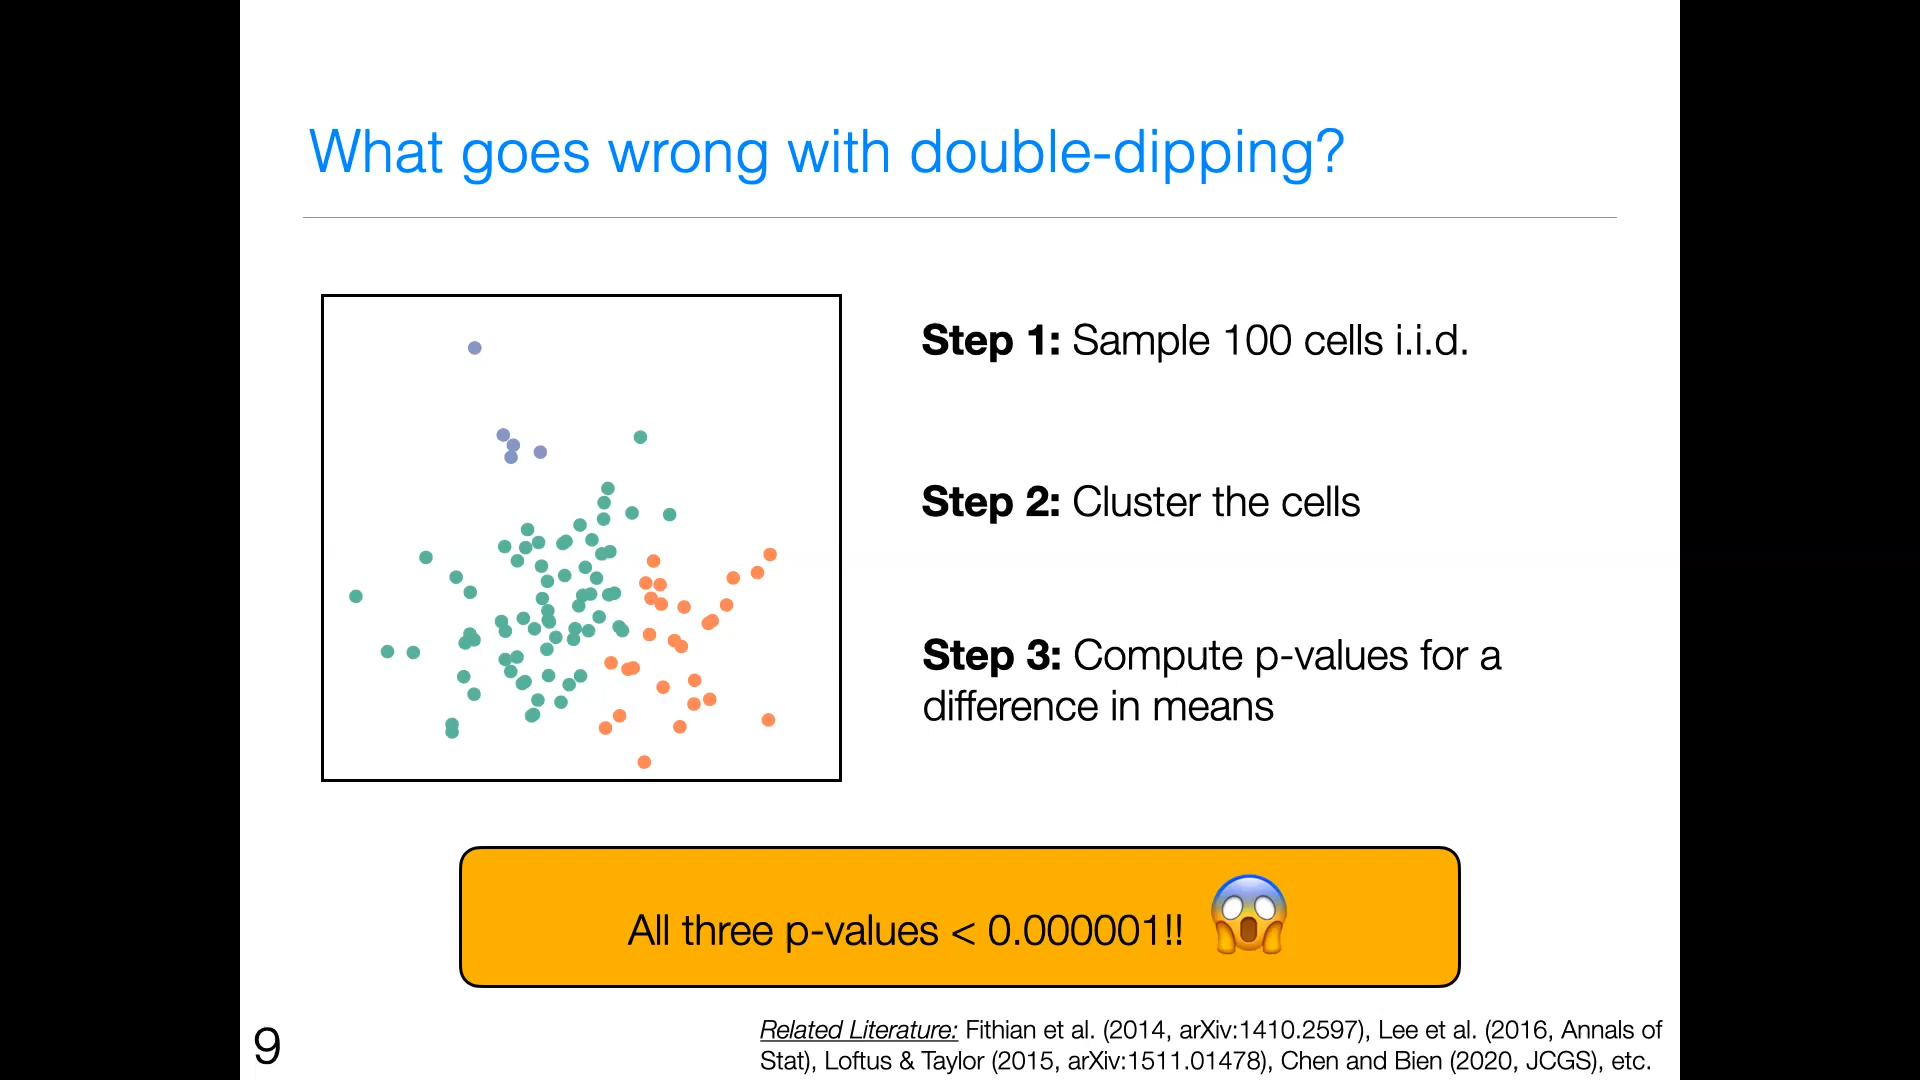 What goes wrong with double-dipping?
Step 1: Sample 100 cells i.i.d.
Step 2: Cluster the cells
Step 3: Compute p-values for a
difference in means
All three p-values < 0.000001!!
9
Related Literature: Fithian et al. (2014, arXiv:1410.2597), Lee et al. (2016, Annals of
Stat), Loftus & Taylor (2015, arXiv:1511.01478), Chen and Bien (2020, JCGS), etc.